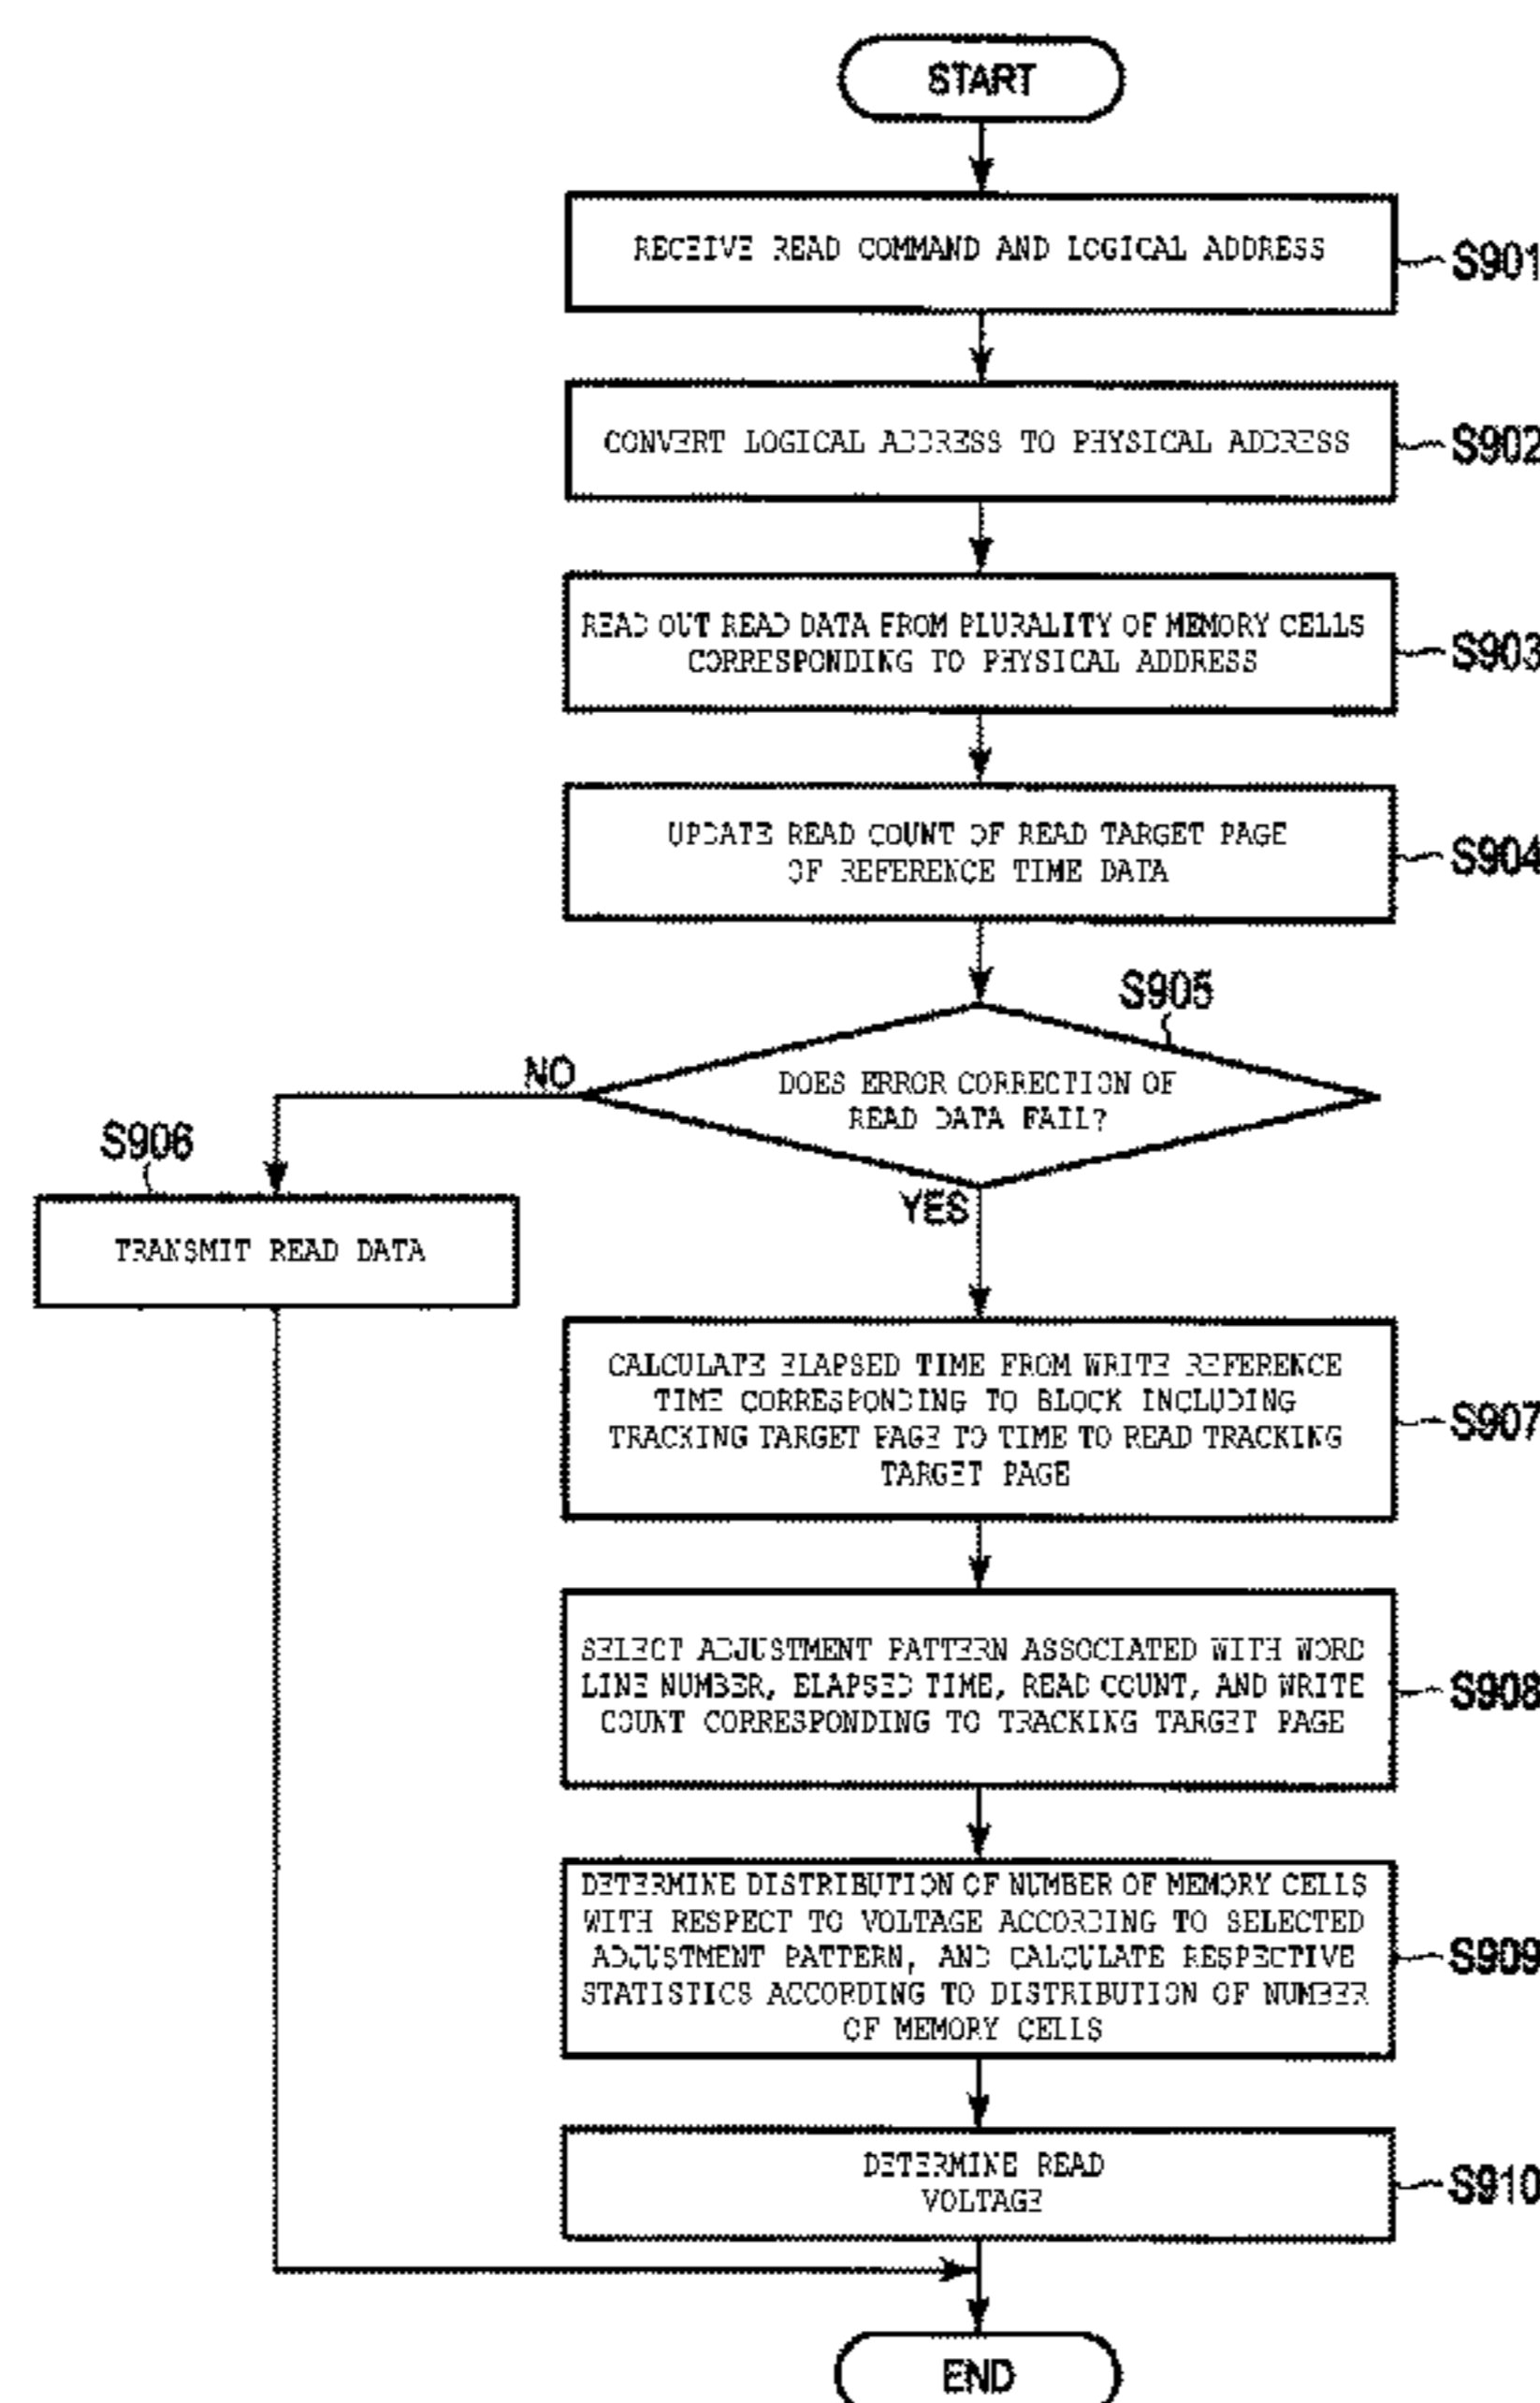 START
RECEIVE READ COMMAND AND LOGICAL ADDRESS
S901
CONVERT LOGICAL ADDRESS TO PHYSICAL ADDRESS
S902
READ OUT READ DATA FROM PLURALITY OF MEMORY CELLS
CORRESPONDING TO PHYSICAL ADDRESS
S903
UPDATE READ COUNT OF READ TARGET PAGE
OF REFERENCE TIME DATA
S904
S905
DOES ERROR CORRECTION OF
READ DATA FAIL?
NO
YES
S906
TRANSMIT READ DATA
CALCULATE ELAPSED TIME FROM WRITE REFERENCE
TIME CORRESPONDING TO BLOCK INCLUDING
TRACKING TARGET PAGE TO TIME TO READ TRACKING
TARGET PAGE
S907
SELECT ADJUSTMENT PATTERN ASSOCIATED WITH WORD
LINE NUMBER, ELAPSED TIME, READ COUNT, AND WRITE
COUNT CORRESPONDING TO TRACKING TARGET PAGE
S908
DETERMINE DISTRIBUTION OF NUMBER OF MEMORY CELLS
WITH RESPECT TO VOLTAGE ACCORDING TO SELECTED
ADJUSTMENT PATTERN, AND CALCULATE RESPECTIVE
STATISTICS ACCORDING TO DISTRIBUTION OF NUMBER
OF MEMORY CELLS
S909
DETERMINE READ
VOLTAGE
S910
END